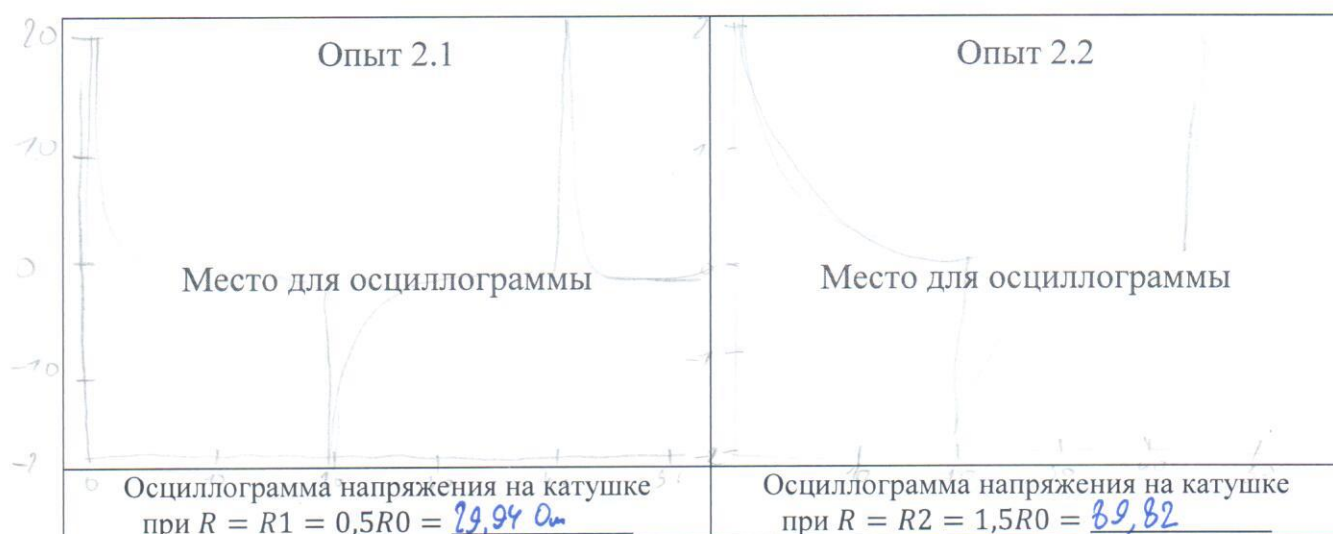 20
Опыт 2.1
Опыт 2.2
10
0
Место для осциллограммы
Место для осциллограммы
-10
0
Осциллограмма напряжения на катушке
при R = R1 = 0,5R0 = 29,94 Ом
Осциллограмма напряжения на катушке
при R = R2 = 1,5R0 = 89,82